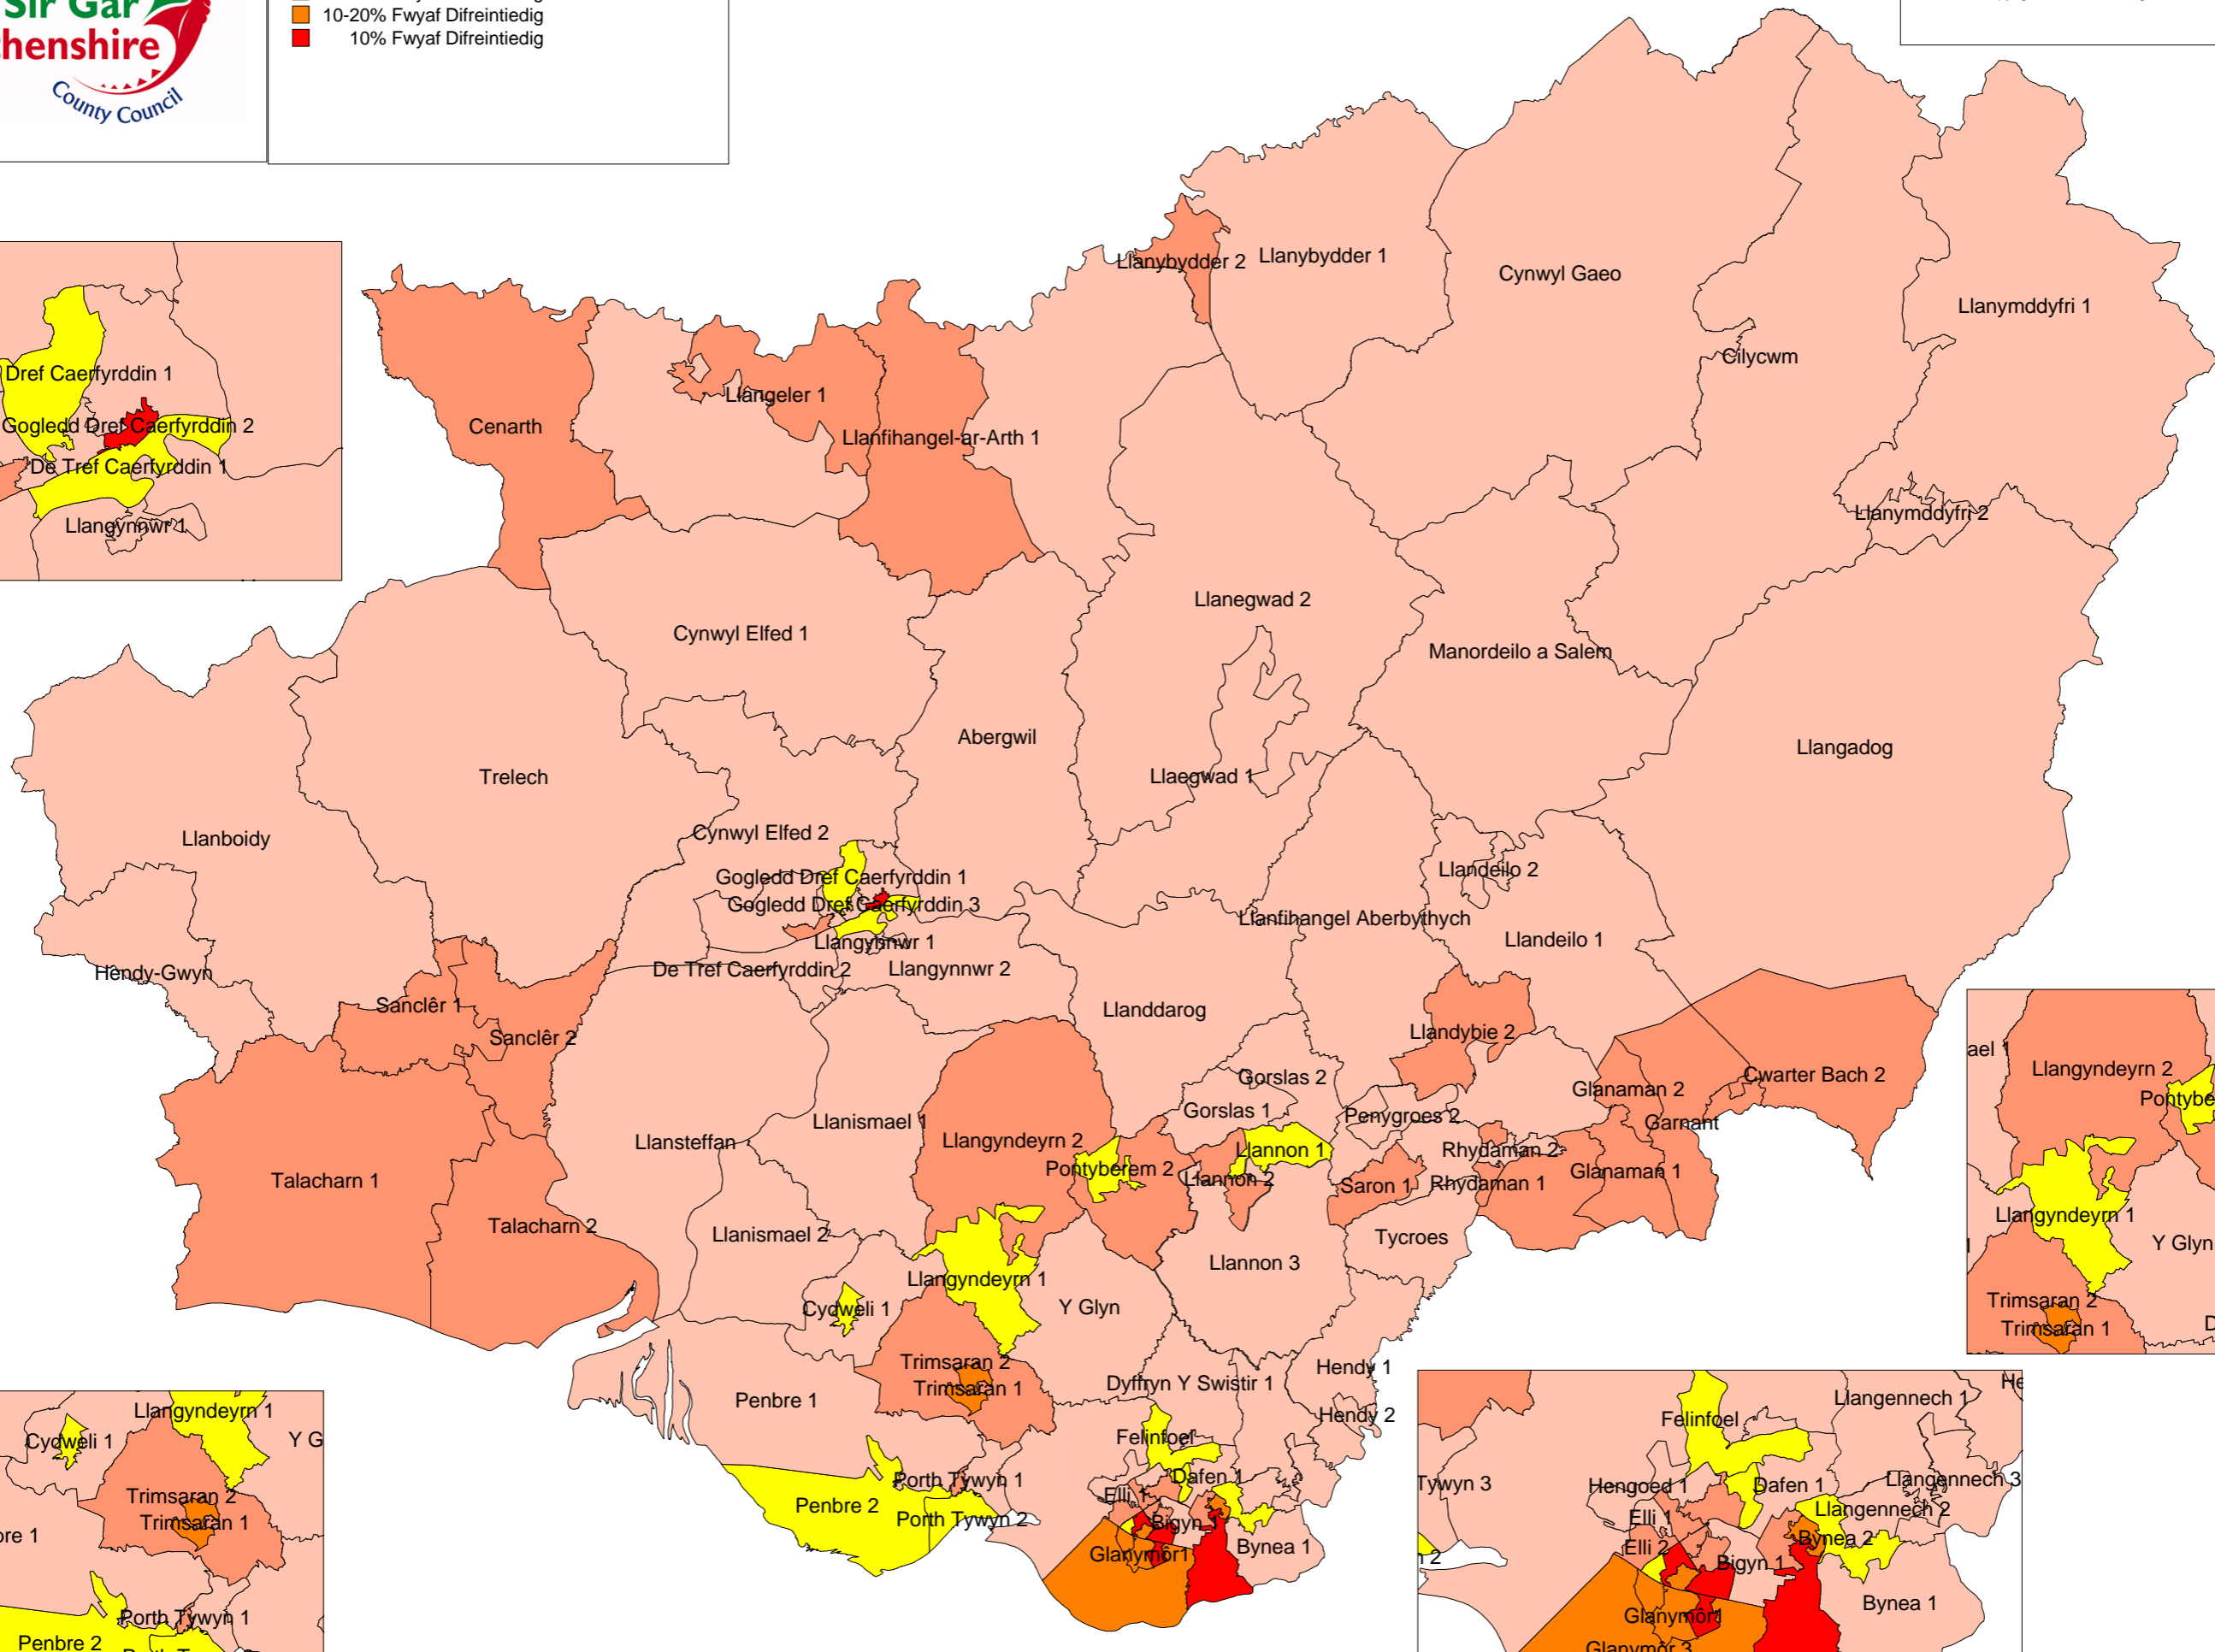 Sir Gar
henshire
County Council
10-20% Fwyaf Difreintiedig
10% Fwyaf Difreintiedig
Dref Caerfyrddin 1
Gogledd Dref Caerfyrddin 2
De Tref Caerfyrddin 1
Llangynnwr 1
Llanybydder 2
Llanybydder 1
Cynwyl Gaeo
Llanymddyfri 1
Cilycwm
Llangeler 1
Cenarth
Llanfihangel-ar-Arth 1
Llanymddyfri 2
Llanegwad 2
Cynwyl Elfed 1
Manordeilo a Salem
Abergwil
Llangadog
Trelech
Llaegwad 1
Llanboidy
Cynwyl Elfed 2
Llandeilo 2
Gogledd Dref Caerfyrddin 1
Gogledd Dref Caerfyrddin 3
Llanfihangel Aberbythych
Llangynnwr 1
Llandeilo 1
De Tref Caerfyrddin 2
Llangynnwr 2
Hendy-Gwyn
Sanclêr 1
Llanddarog
Sanclêr 2
Llandybie 2
Gorslas 2
Cwarter Bach 2
Glanaman 2
Gorslas 1
Penygroes 2
Llanismael 1
Garnant
Llansteffan
Llangyndeyrn 2
Llannon 1
Rhydaman 2
Pontyberem 2
Glanaman 1
Talacharn 1
Llannon 2
Saron 1
Rhydaman 1
Talacharn 2
Llanismael 2
Tycroes
Llannon 3
Llangyndeyrn 1
Cydweli 1
Y Glyn
Trimsaran 2
Hendy 1
Dyffryn Y Swistir 1
Trimsaran 1
Penbre 1
Hendy 2
Felinfoel
Porth Tywyn 1
Dafen 1
Elli 1
Penbre 2
Porth Tywyn 2
Bigyn 1
Bynea 1
Glanymôr1
ael 1
Llangyndeyrn 2
Pontybe
Llangyndeyrn 1
Y Glyn
Trimsaran 2
Trimsaran 1
Llangyndeyrn 1
Cydweli 1
Y G
Trimsaran 2
Trimsaran 1
bre 1
Porth Tywyn 1
Penbre 2
He
Llangennech 1
Felinfoel
Tywyn 3
Hengoed 1
Dafen 1
Llangennech 3
Llangennech 2
Elli 1
Bynea 2
Elli 2
2
Bigyn 1
Bynea 1
Glanymôr1
Glanymôr 3